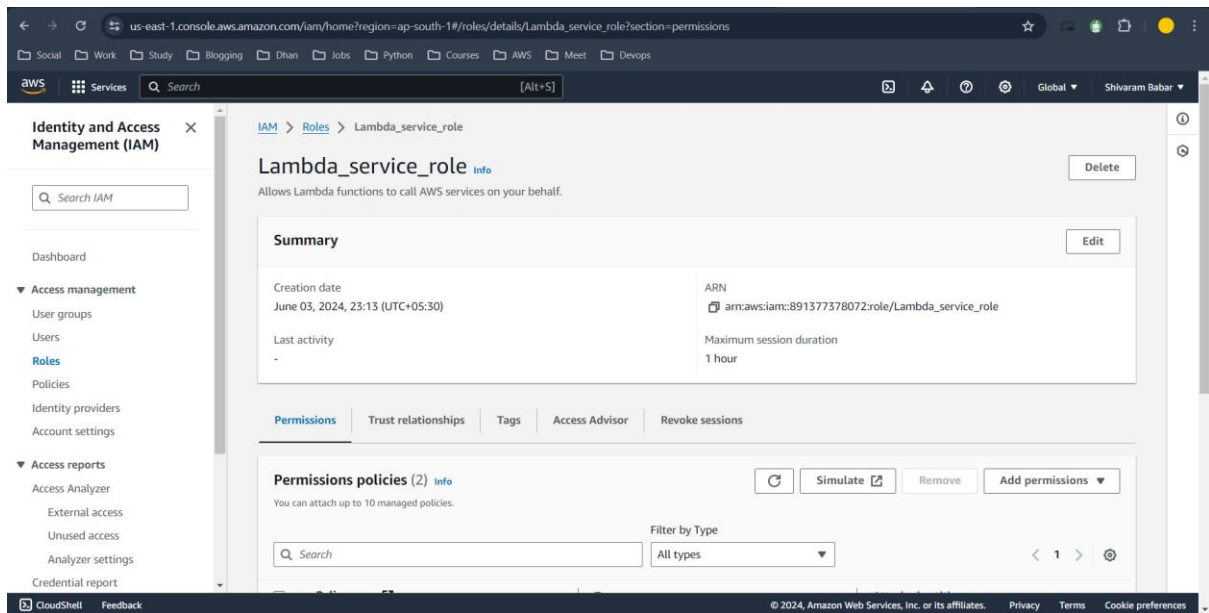 us-east-1.console.aws.amazon.com/iam/home?region=ap-south-1#/roles/details/Lambda_service_role?section=permissions
Social Work Study Blogging Dhan Jobs Python Courses AWS Meet Devops
aws Services Search [Alt+S] Global Shivaram Babar
Identity and Access
Management (IAM)
Search IAM
Dashboard
Access management
User groups
Users
Roles
Policies
Identity providers
Account settings
Access reports
Access Analyzer
External access
Unused access
Analyzer settings
Credential report
IAM > Roles > Lambda_service_role
Lambda_service_role Info
Delete
Allows Lambda functions to call AWS services on your behalf.
Summary
Edit
Creation date
June 03, 2024, 23:13 (UTC+05:30)
ARN
arn:aws:iam::891377378072:role/Lambda_service_role
Last activity
-
Maximum session duration
1 hour
Permissions Trust relationships Tags Access Advisor Revoke sessions
Permissions policies (2) Info
Simulate Remove Add permissions
You can attach up to 10 managed policies.
Filter by Type
Search All types 1
CloudShell Feedback © 2024, Amazon Web Services, Inc. or its affiliates. Privacy Terms Cookie preferences